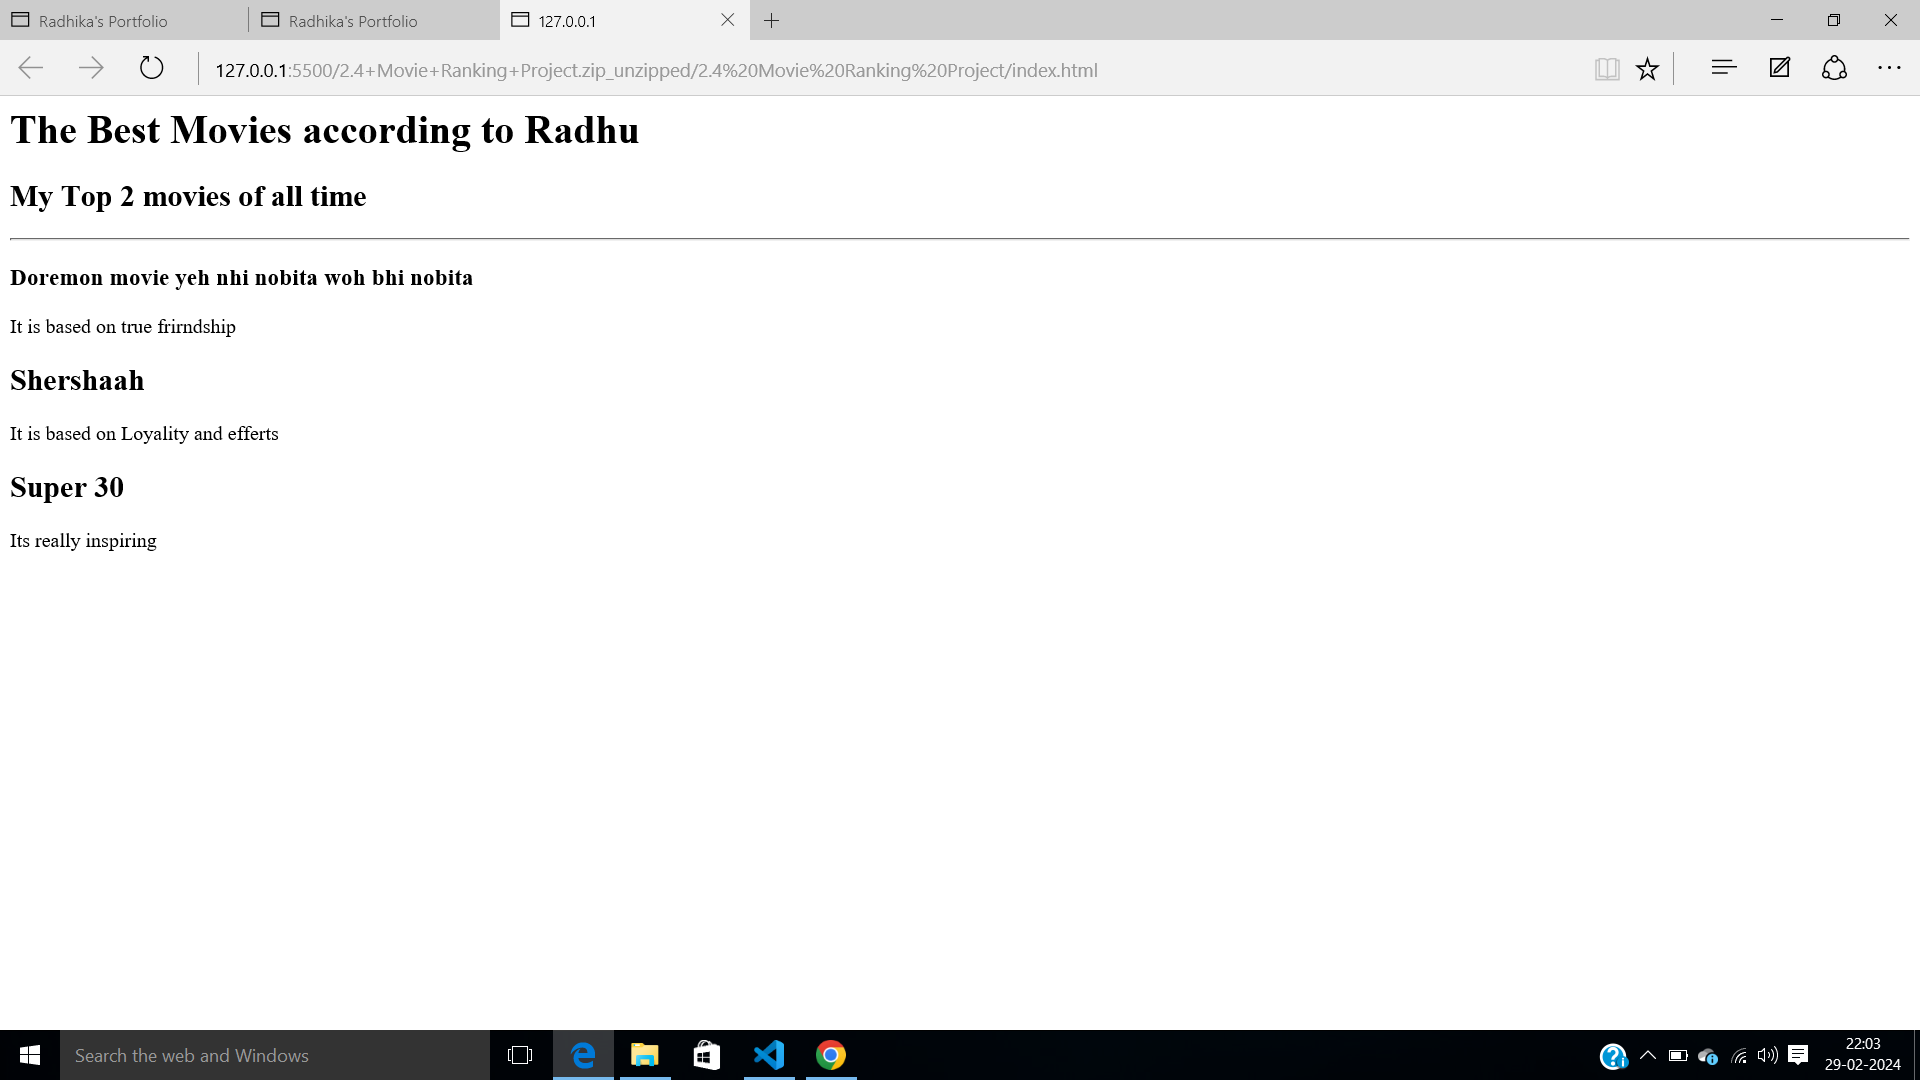 Radhika's Portfolio
Radhika's Portfolio
127.0.0.1
127.0.0.1:5500/2.4+Movie+Ranking+Project.zip_unzipped/2.4%20Movie%20Ranking%20Project/index.html
The Best Movies according to Radhu
My Top 2 movies of all time
Doremon movie yeh nhi nobita woh bhi nobita
It is based on true frirndship
Shershaah
It is based on Loyality and efferts
Super 30
Its really inspiring
Search the web and Windows
22:03
29-02-2024